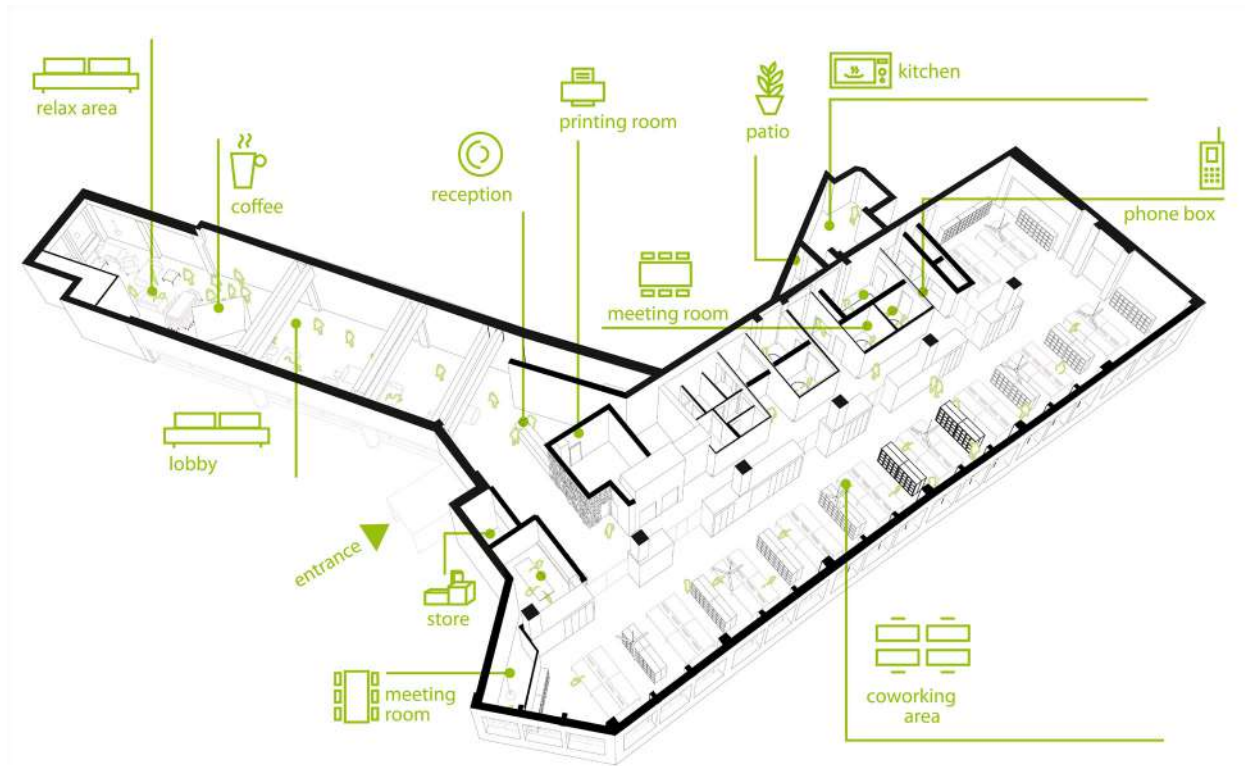 kitchen
relax area
printing room
patio
reception
coffee
phone box
meeting room
lobby
entrance
store
meeting
room
coworking
area